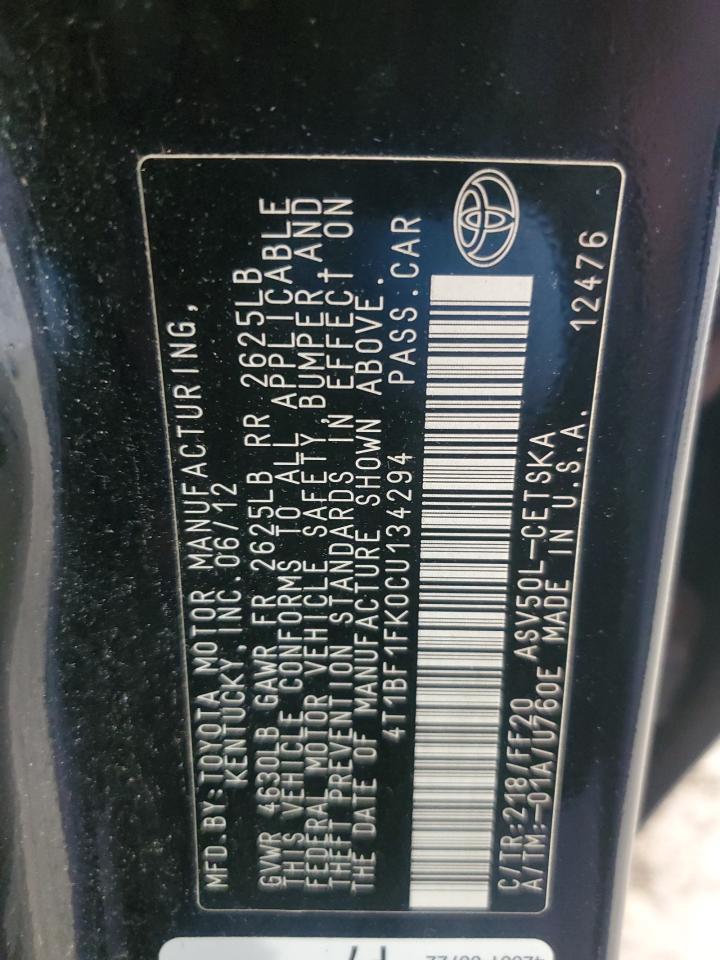 MFD.BY:TOYOTA MOTOR MANUFACTURING,
KENTUCKY, INC.06/12
GVWR 4630LB GAWR FR 2625LB RR 2625LB
THIS VEHICLE CONFORMS TO ALL APPLICABLE
FEDERAL MOTOR VEHICLE SAFETY, BUMPER AND
THEFT PREVENTION STANDARDS IN EFFECT ON
THE DATE OF MANUFACTURE SHOWN ABOVE.
4T1BF1FK0CU134294 PASS.CAR
C/TR:218/FF20 ASV50L-CETSKA
A/TM:-01A/U760E MADE IN U.S.A. 12476